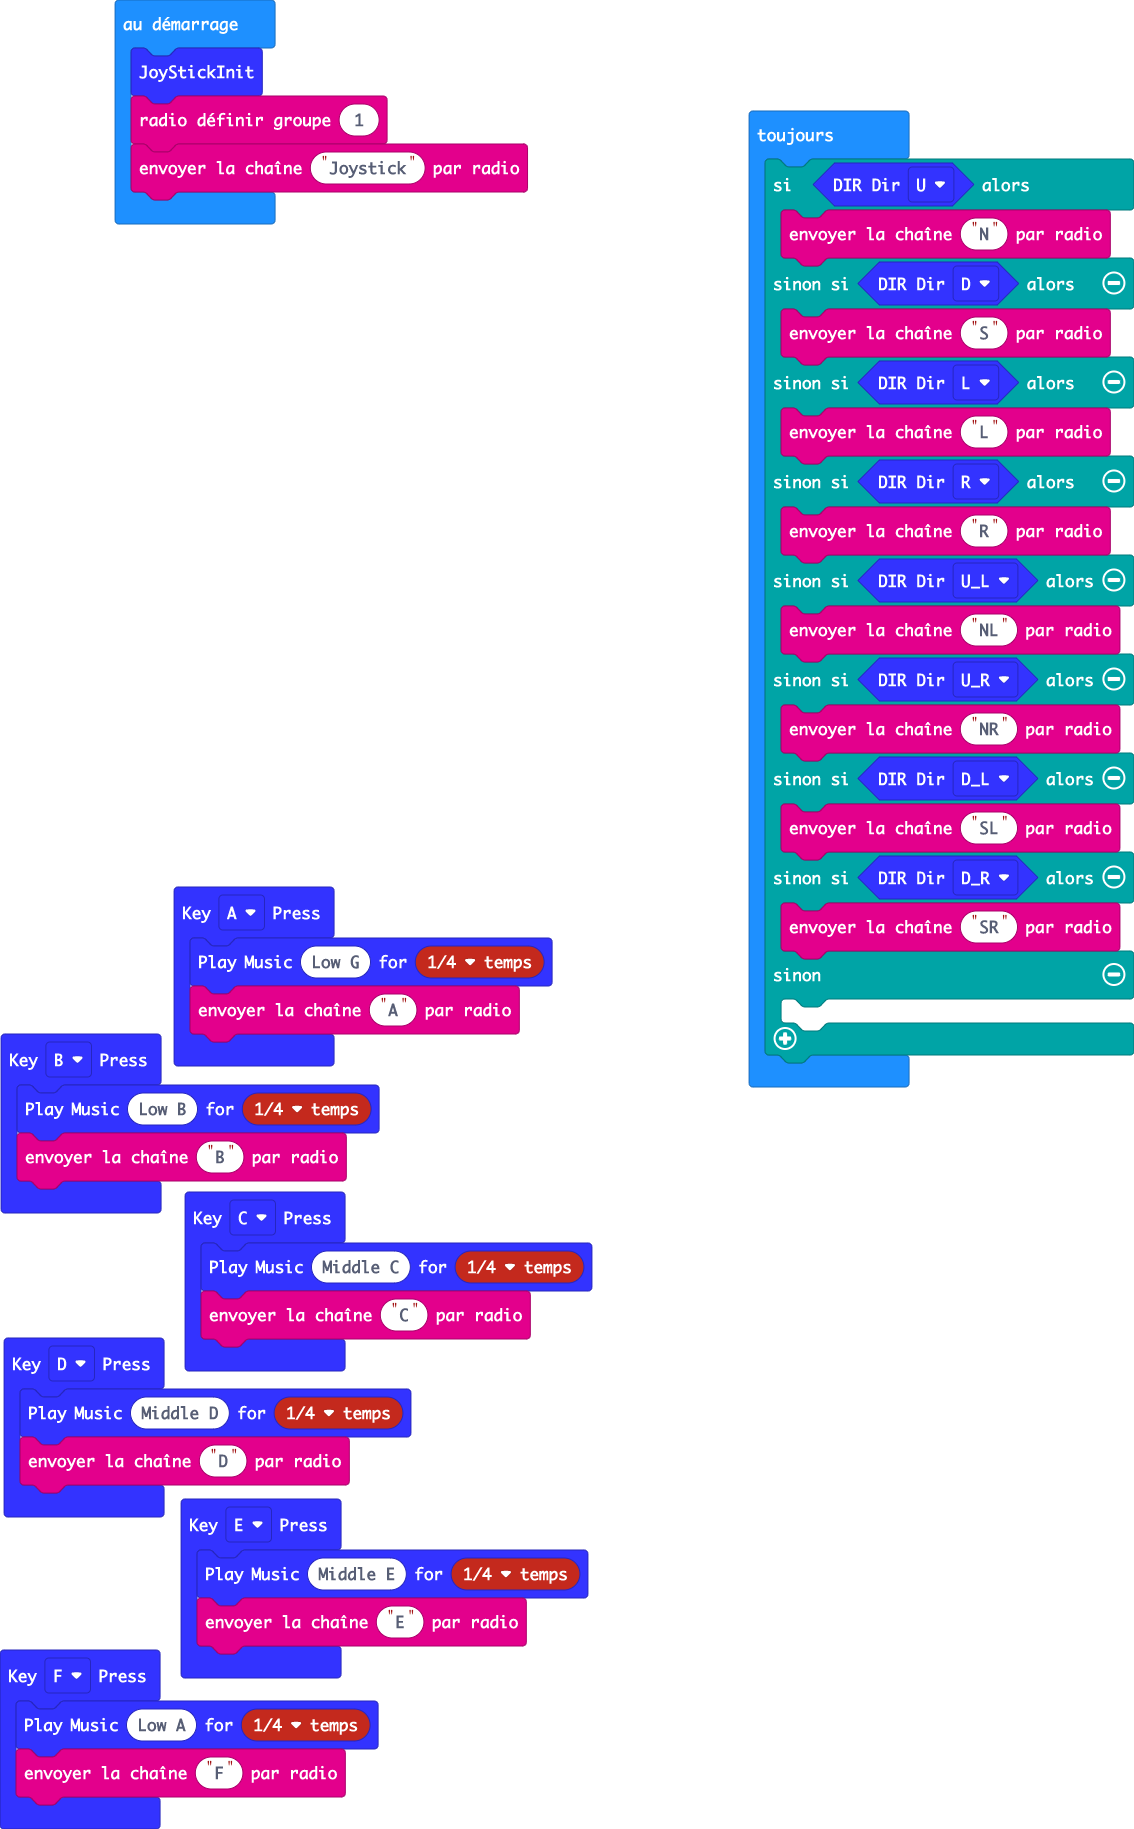 au démarrage
JoyStickInit
radio définir groupe 1
envoyer la chaîne "Joystick" par radio
toujours
si DIR Dir U alors
envoyer la chaîne "N" par radio
sinon si DIR Dir D alors
envoyer la chaîne "S" par radio
sinon si DIR Dir L alors
envoyer la chaîne "L" par radio
sinon si DIR Dir R alors
envoyer la chaîne "R" par radio
sinon si DIR Dir U_L alors
envoyer la chaîne "NL" par radio
sinon si DIR Dir U_R alors
envoyer la chaîne "NR" par radio
sinon si DIR Dir D_L alors
envoyer la chaîne "SL" par radio
sinon si DIR Dir D_R alors
envoyer la chaîne "SR" par radio
sinon
Key A Press
Play Music Low G for 1/4 temps
envoyer la chaîne "A" par radio
Key B Press
Play Music Low B for 1/4 temps
envoyer la chaîne "B" par radio
Key C Press
Play Music Middle C for 1/4 temps
envoyer la chaîne "C" par radio
Key D Press
Play Music Middle D for 1/4 temps
envoyer la chaîne "D" par radio
Key E Press
Play Music Middle E for 1/4 temps
envoyer la chaîne "E" par radio
Key F Press
Play Music Low A for 1/4 temps
envoyer la chaîne "F" par radio